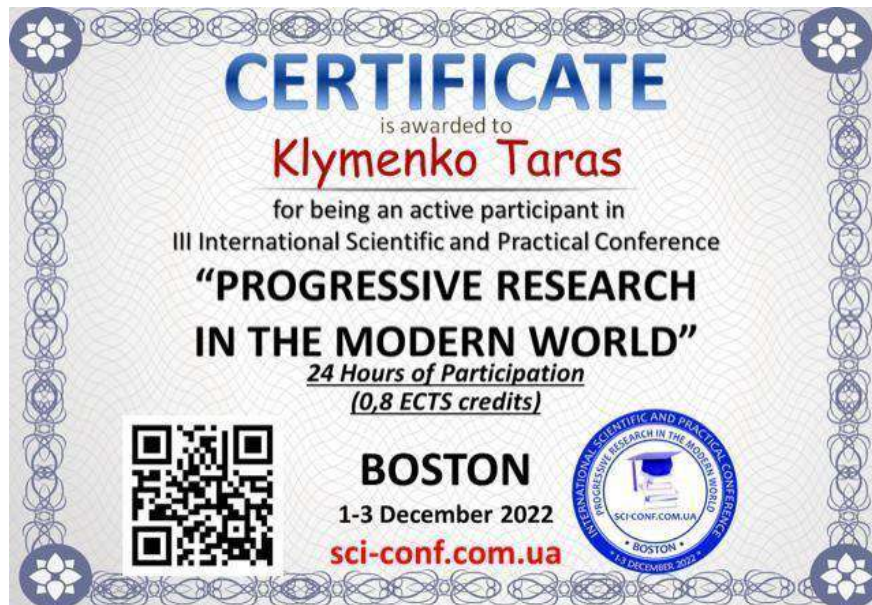 CERTIFICATE
is awarded to
Klymenko Taras
for being an active participant in
III International Scientific and Practical Conference
“PROGRESSIVE RESEARCH
IN THE MODERN WORLD”
24 Hours of Participation
(0,8 ECTS credits)
BOSTON
1-3 December 2022
sci-conf.com.ua
INTERNATIONAL SCIENTIFIC AND PRACTICAL CONFERENCE
PROGRESSIVE RESEARCH IN THE MODERN WORLD
SCI-CONF.COM.UA
• BOSTON •
* 1-3 DECEMBER 2022 *